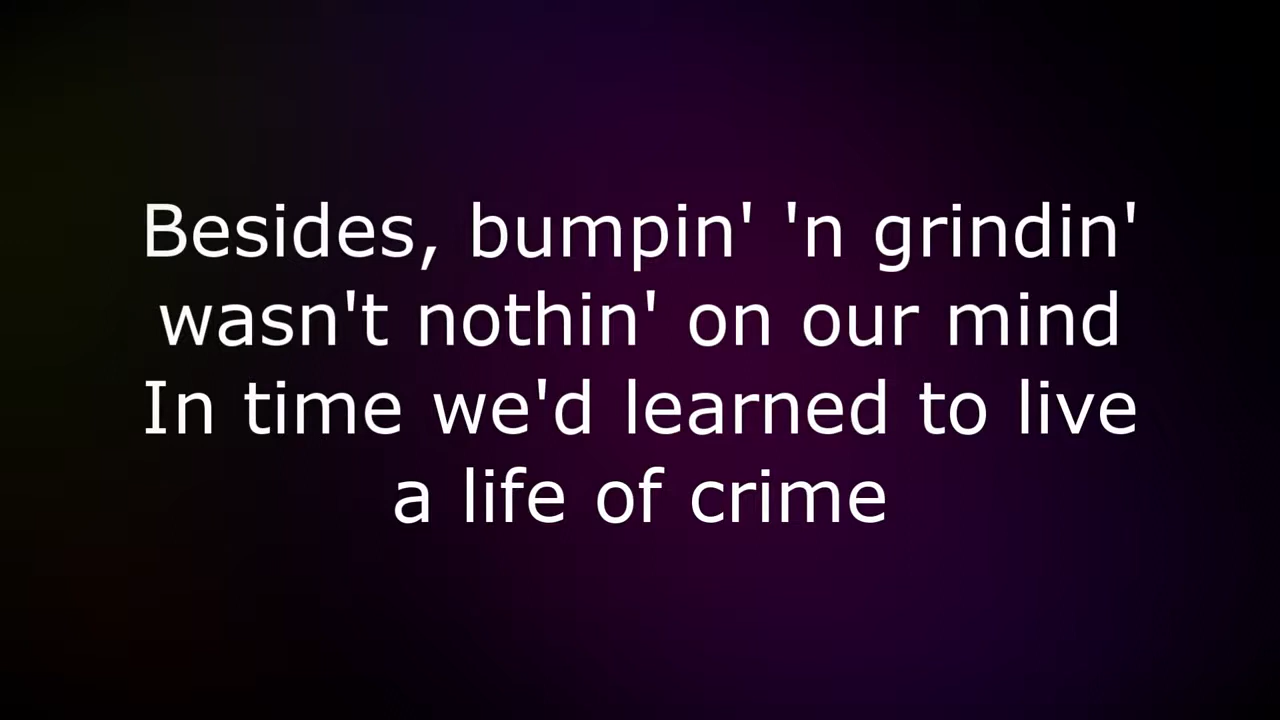 Besides, bumpin' 'n grindin'
wasn't nothin' on our mind
In time we'd learned to live
a life of crime